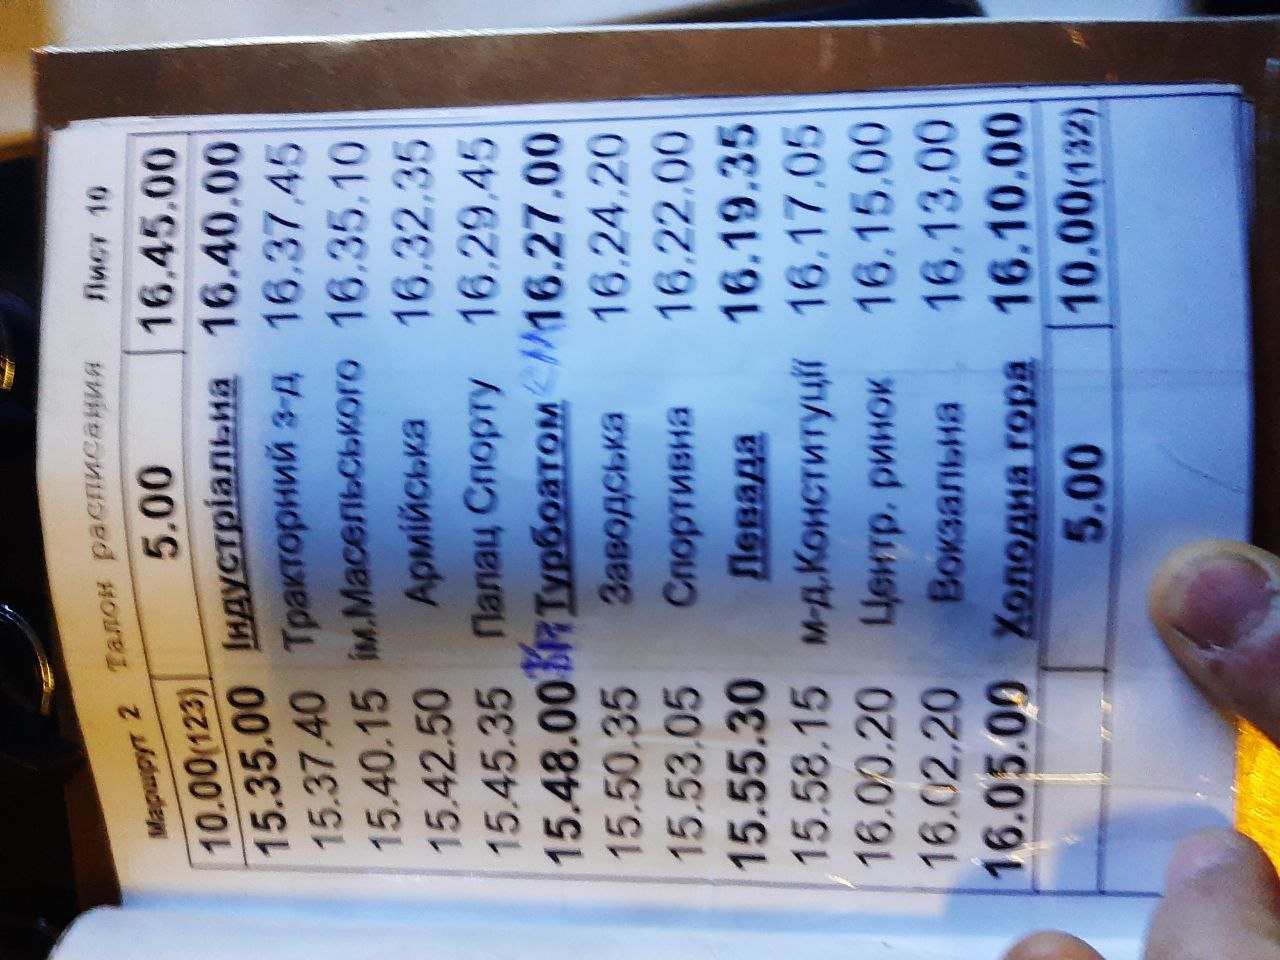 Маршрут 2 Талон расписания Лист 10
10.00(123) 5.00 16.45.00
15.35.00 Індустріальна 16.40.00
15.37.40 Тракторний з-д 16.37.45
15.40.15 ім.Масельського 16.35.10
15.42.50 Армійська 16.32.35
15.45.35 Палац Спорту 16.29.45
15.48.00 Турбоатом СМ 16.27.00
15.50.35 Заводська 16.24.20
15.53.05 Спортивна 16.22.00
15.55.30 Левада 16.19.35
15.58.15 м-д.Конституції 16.17.05
16.00.20 Центр. ринок 16.15.00
16.02.20 Вокзальна 16.13.00
16.05.00 Холодна гора 16.10.00
5.00 10.00(132)